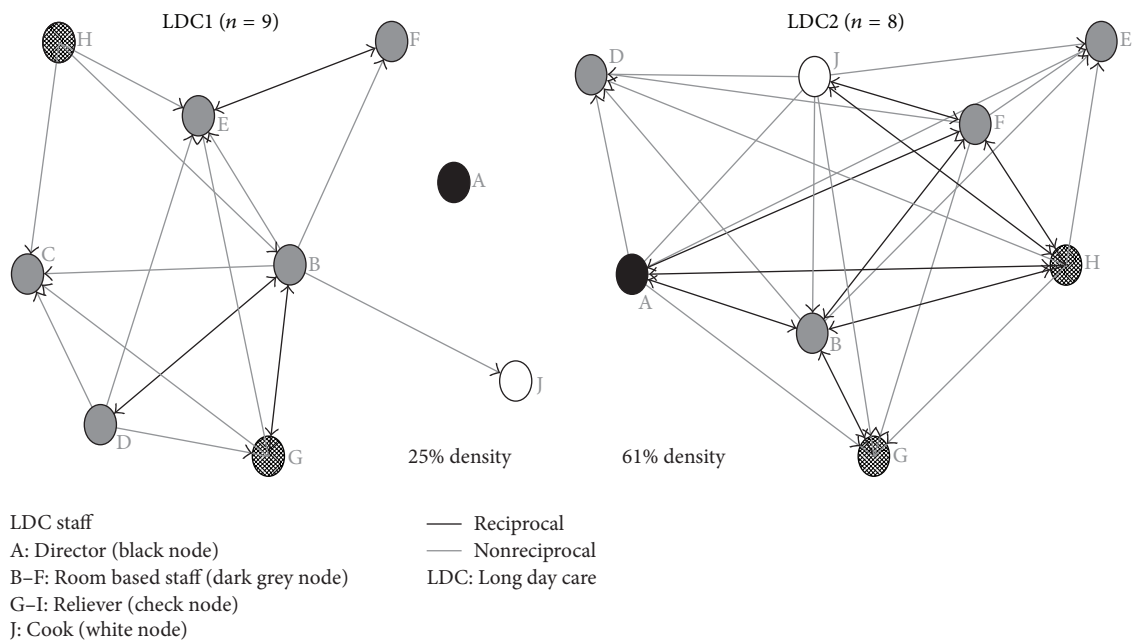 LDC1 (n = 9)
H
F
E
A
C
B
J
D
G
25% density
LDC2 (n = 8)
E
D
J
F
H
A
B
G
61% density
LDC staff
A: Director (black node)
B–F: Room based staff (dark grey node)
G–I: Reliever (check node)
J: Cook (white node)
Reciprocal
Nonreciprocal
LDC: Long day care